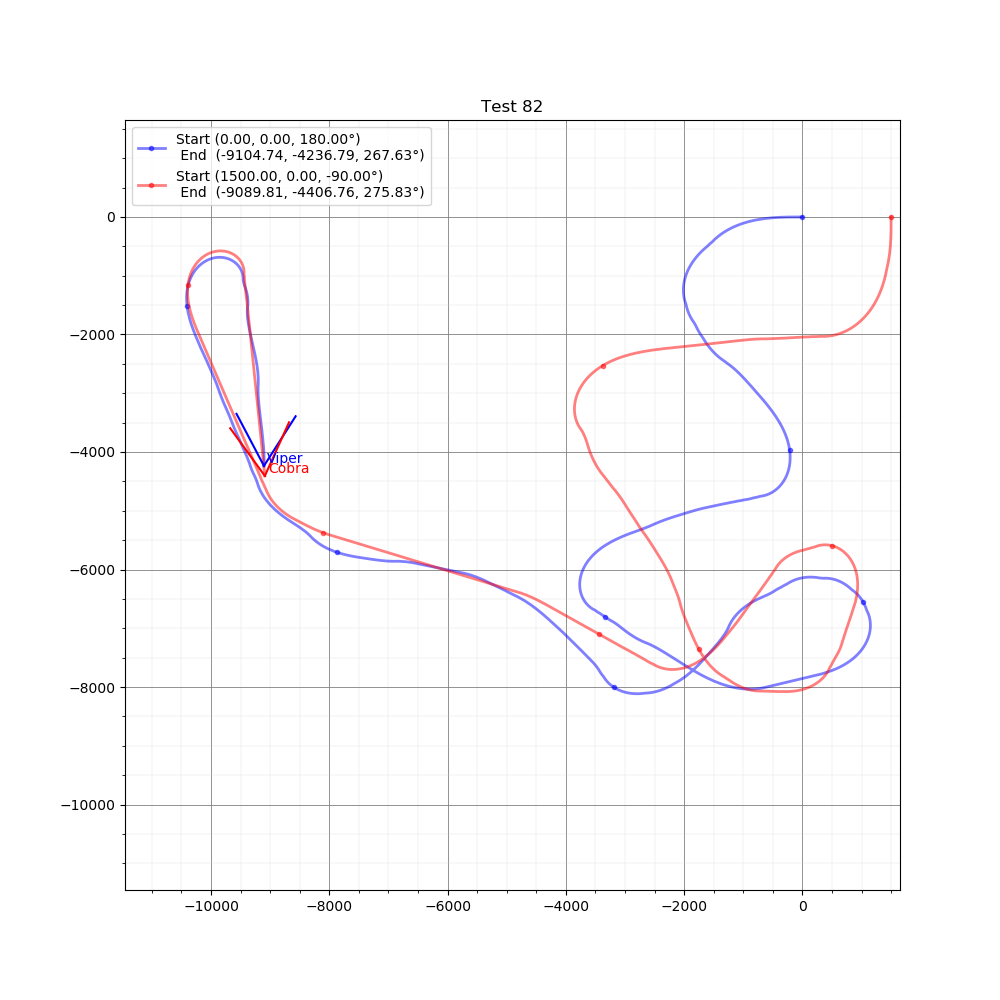 Test 82
Start (0.00, 0.00, 180.00°)
End  (-9104.74, -4236.79, 267.63°)
Start (1500.00, 0.00, -90.00°)
End  (-9089.81, -4406.76, 275.83°)
0
−2000
−4000
−6000
−8000
−10000
Viper
Cobra
−10000
−8000
−6000
−4000
−2000
0